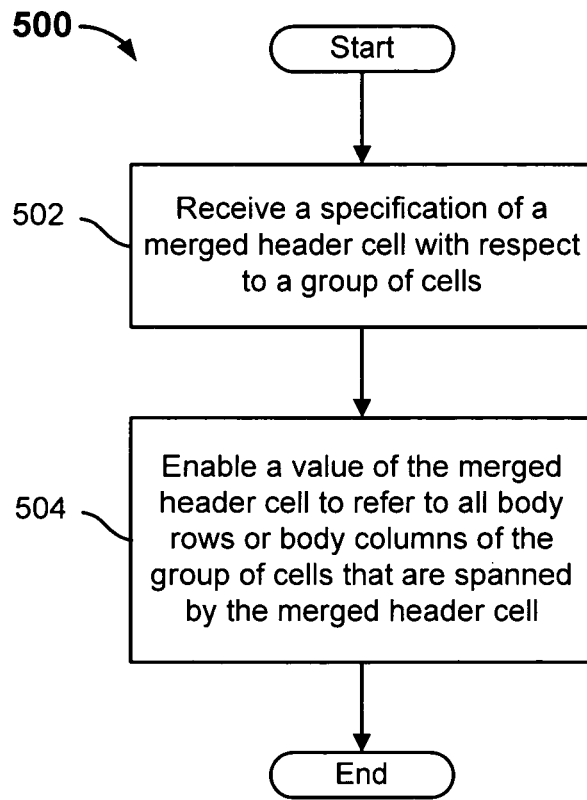 500
Start
502
Receive a specification of a
merged header cell with respect
to a group of cells
504
Enable a value of the merged
header cell to refer to all body
rows or body columns of the
group of cells that are spanned
by the merged header cell
End